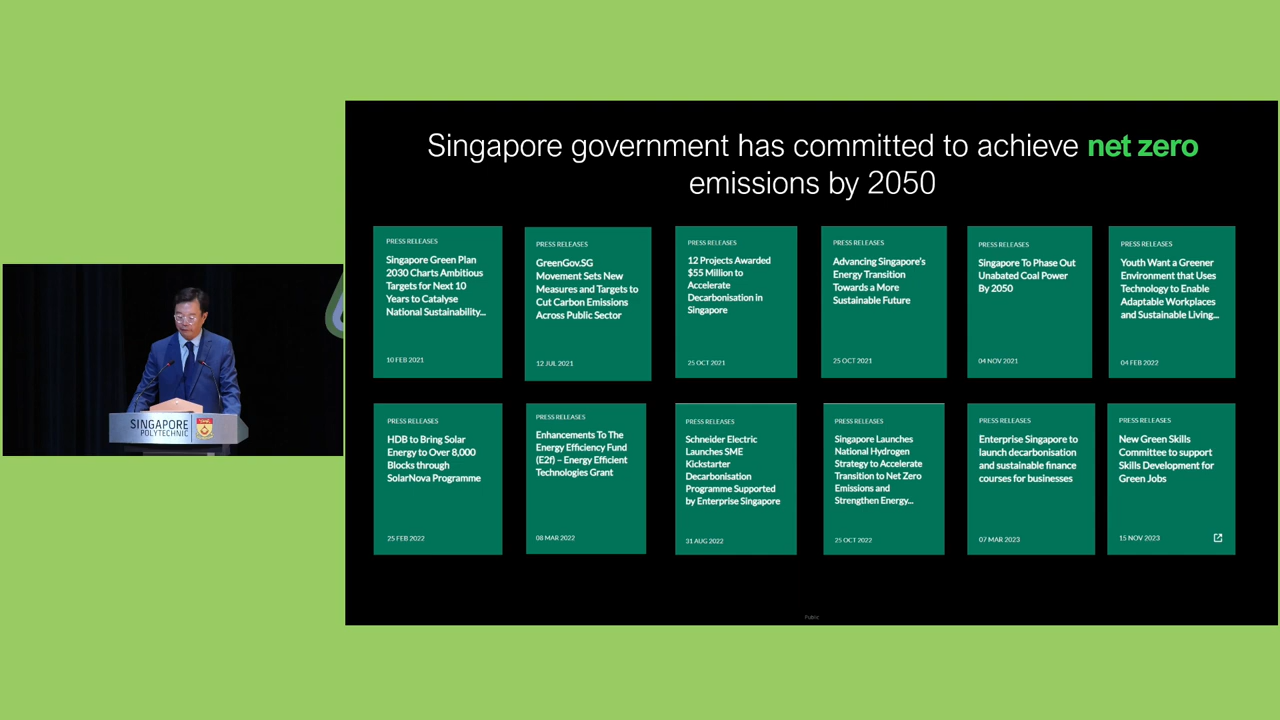 Singapore government has committed to achieve net zero
emissions by 2050
PRESS RELEASES
Singapore Green Plan
2030 Charts Ambitious
Targets for Next 10
Years to Catalyse
National Sustainability...
10 FEB 2021
PRESS RELEASES
GreenGov.SG
Movement Sets New
Measures and Targets to
Cut Carbon Emissions
Across Public Sector
12 JUL 2021
PRESS RELEASES
12 Projects Awarded
$55 Million to
Accelerate
Decarbonisation in
Singapore
25 OCT 2021
PRESS RELEASES
Advancing Singapore's
Energy Transition
Towards a More
Sustainable Future
25 OCT 2021
PRESS RELEASES
Singapore To Phase Out
Unabated Coal Power
By 2050
04 NOV 2021
PRESS RELEASES
Youth Want a Greener
Environment that Uses
Technology to Enable
Adaptable Workplaces
and Sustainable Living...
04 FEB 2022
PRESS RELEASES
HDB to Bring Solar
Energy to Over 8,000
Blocks through
SolarNova Programme
25 FEB 2022
PRESS RELEASES
Enhancements To The
Energy Efficiency Fund
(E2f) – Energy Efficient
Technologies Grant
08 MAR 2022
PRESS RELEASES
Schneider Electric
Launches SME
Kickstarter
Decarbonisation
Programme Supported
by Enterprise Singapore
31 AUG 2022
PRESS RELEASES
Singapore Launches
National Hydrogen
Strategy to Accelerate
Transition to Net Zero
Emissions and
Strengthen Energy...
25 OCT 2022
PRESS RELEASES
Enterprise Singapore to
launch decarbonisation
and sustainable finance
courses for businesses
07 MAR 2023
PRESS RELEASES
New Green Skills
Committee to support
Skills Development for
Green Jobs
15 NOV 2023
Public
SINGAPORE
POLYTECHNIC